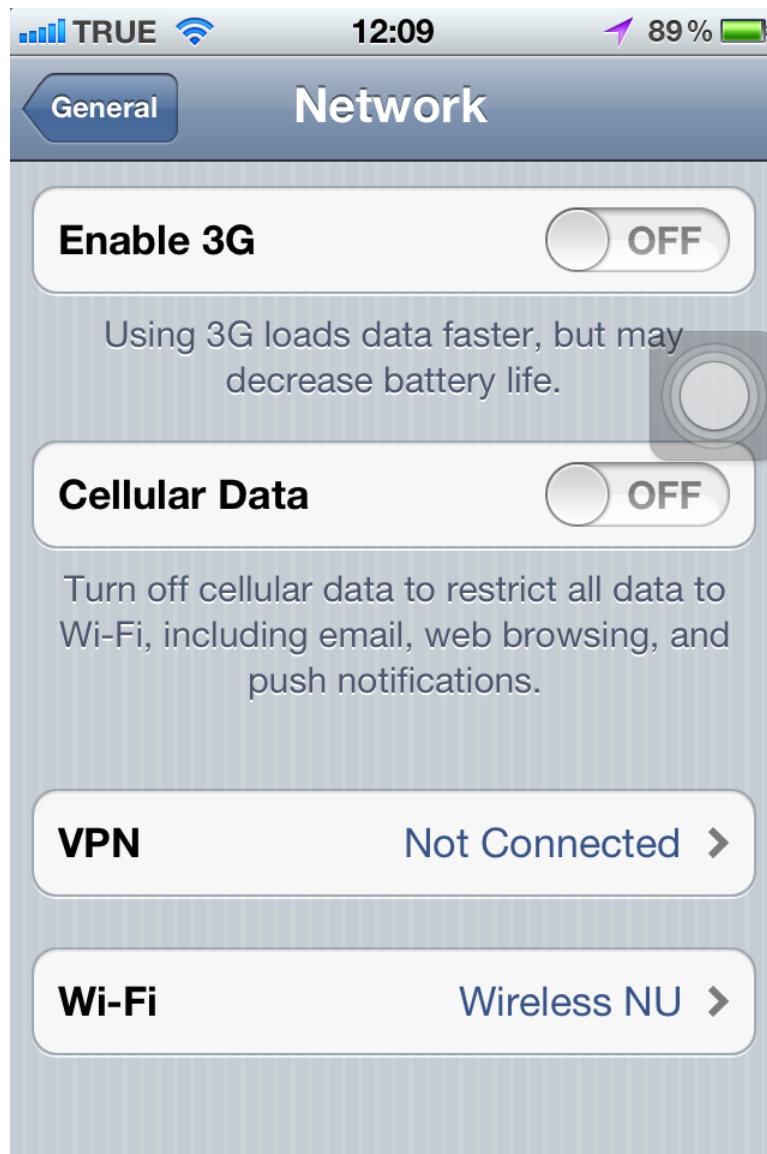 TRUE 12:09 89%
General Network
Enable 3G OFF
Using 3G loads data faster, but may
decrease battery life.
Cellular Data OFF
Turn off cellular data to restrict all data to
Wi-Fi, including email, web browsing, and
push notifications.
VPN Not Connected
Wi-Fi Wireless NU